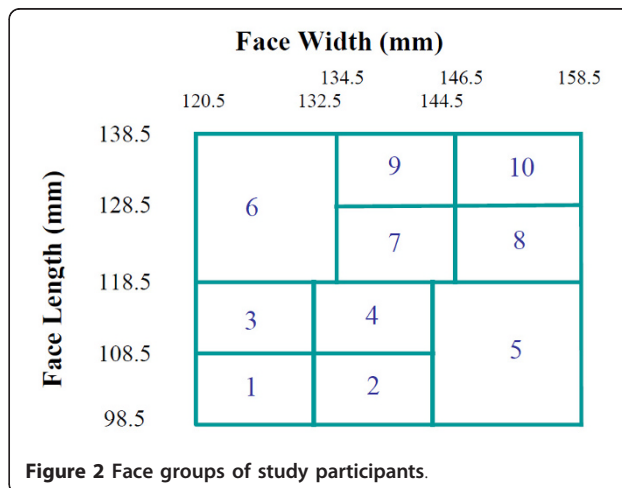 Face Width (mm)
134.5 146.5 158.5
120.5 132.5 144.5
Face Length (mm)
138.5
128.5
118.5
108.5
98.5
9 10
6
7 8
3 4
5
1 2
Figure 2 Face groups of study participants.